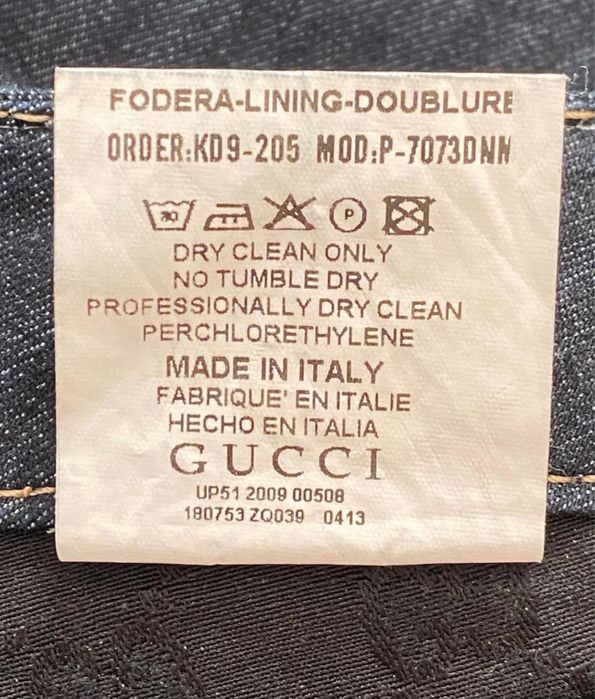 FODERA-LINING-DOUBLURE
ORDER:KD9-205 MOD:P-7073DNN
30 P
DRY CLEAN ONLY
NO TUMBLE DRY
PROFESSIONALLY DRY CLEAN
PERCHLORETHYLENE
MADE IN ITALY
FABRIQUE' EN ITALIE
HECHO EN ITALIA
GUCCI
UP51 2009 00508
180753 ZQ039 0413